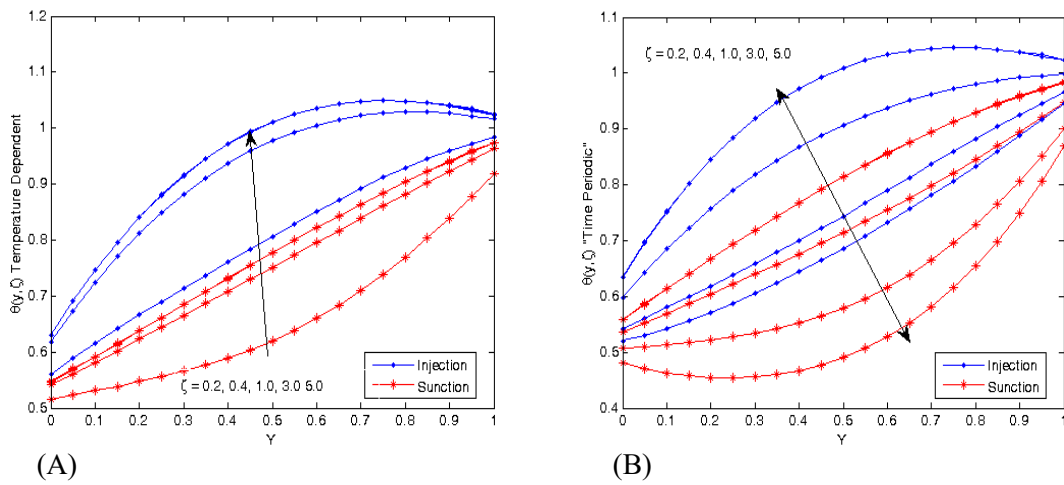 1.2
1.1
1
0.9
0.8
0.7
0.6
0.5
θ(y,ζ) Temperature Dependent
ζ = 0.2, 0.4, 1.0, 3.0 5.0
Injection
Sunction
0 0.1 0.2 0.3 0.4 0.5 0.6 0.7 0.8 0.9 1
Y
(A)
1.1
1
0.9
0.8
0.7
0.6
0.5
0.4
θ(y,ζ) "Time Periodic"
ζ = 0.2, 0.4, 1.0, 3.0, 5.0
Injection
Sunction
0 0.1 0.2 0.3 0.4 0.5 0.6 0.7 0.8 0.9 1
Y
(B)